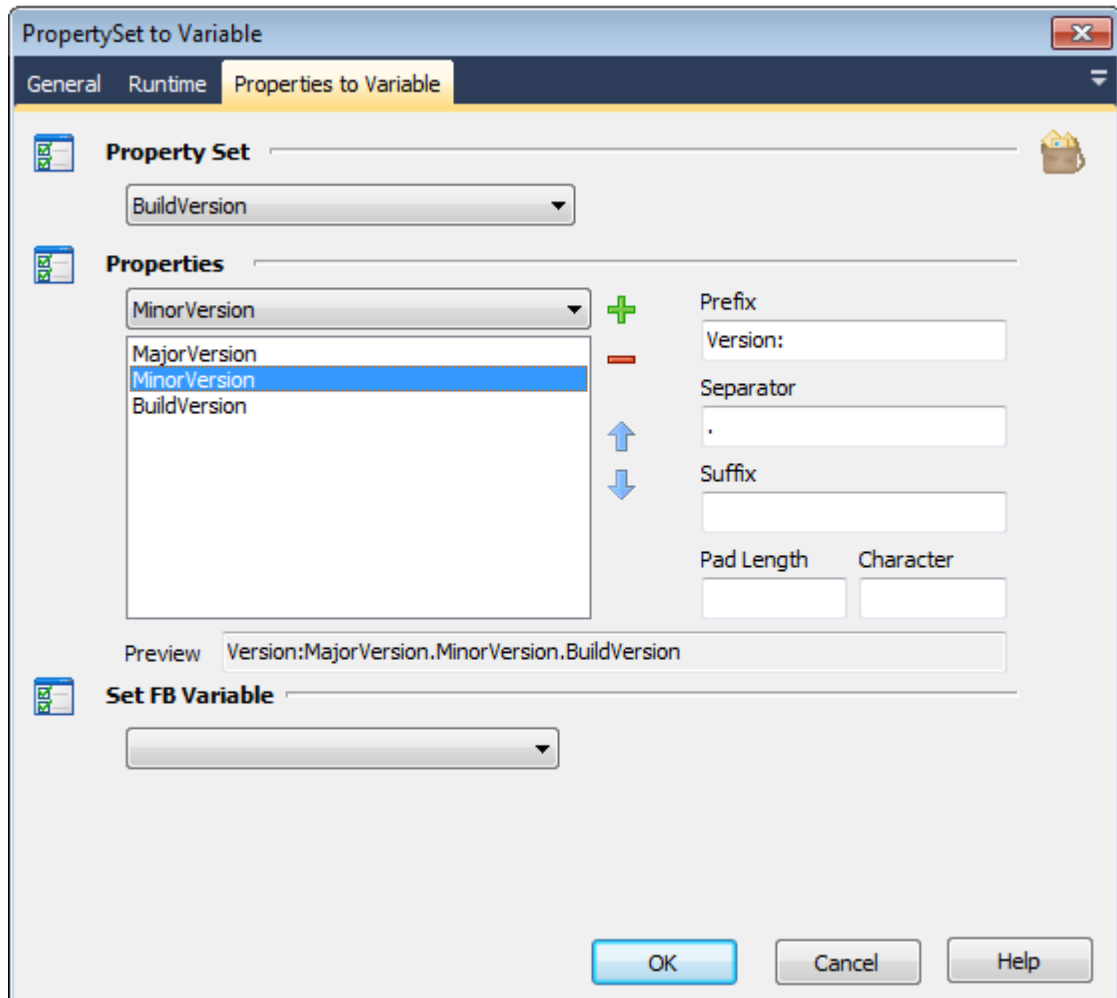 PropertySet to Variable
General Runtime Properties to Variable
Property Set
BuildVersion
Properties
MinorVersion
Prefix
Version:
MajorVersion
MinorVersion
BuildVersion
Separator
.
Suffix
Pad Length Character
Preview Version:MajorVersion.MinorVersion.BuildVersion
Set FB Variable
OK Cancel Help